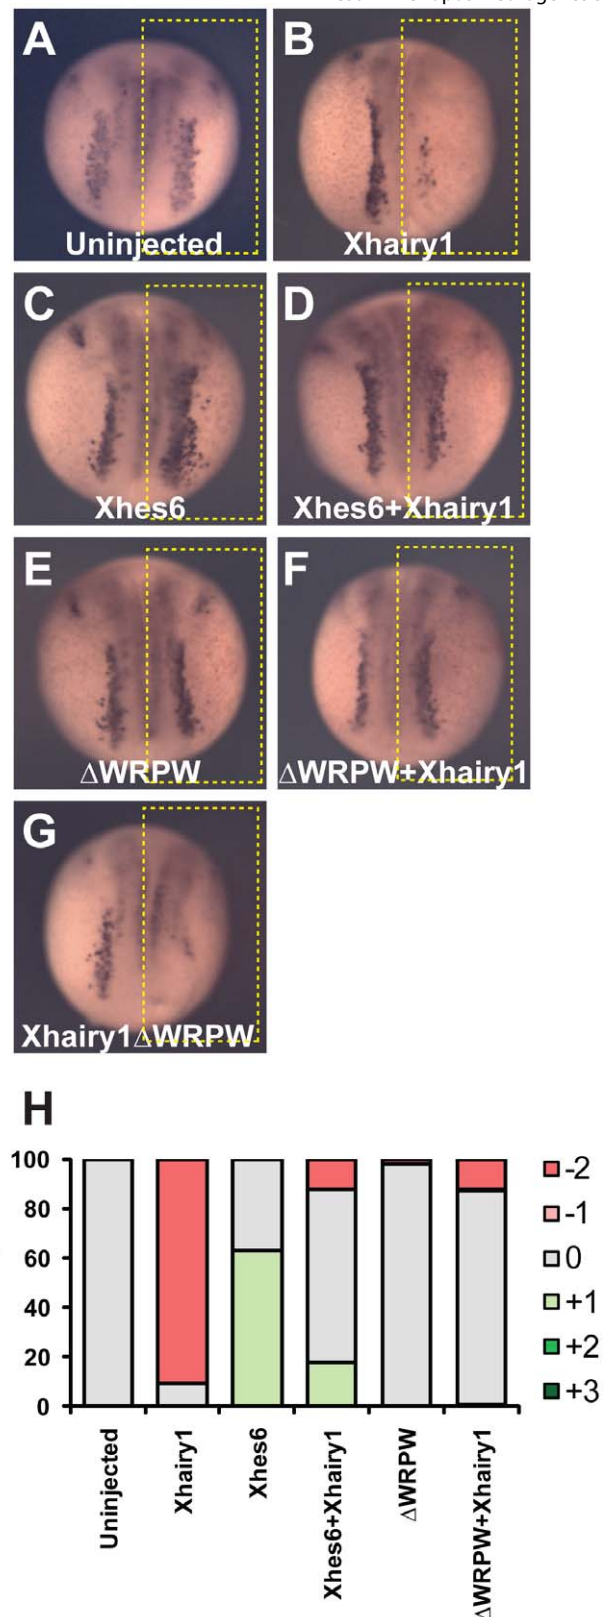 A
B
Uninjected
Xhairy1
C
D
Xhes6
Xhes6+Xhairy1
E
F
ΔWRPW
ΔWRPW+Xhairy1
G
Xhairy1ΔWRPW
H
100
80
60
40
20
0
-2
-1
0
+1
+2
+3
Uninjected
Xhairy1
Xhes6
Xhes6+Xhairy1
ΔWRPW
ΔWRPW+Xhairy1